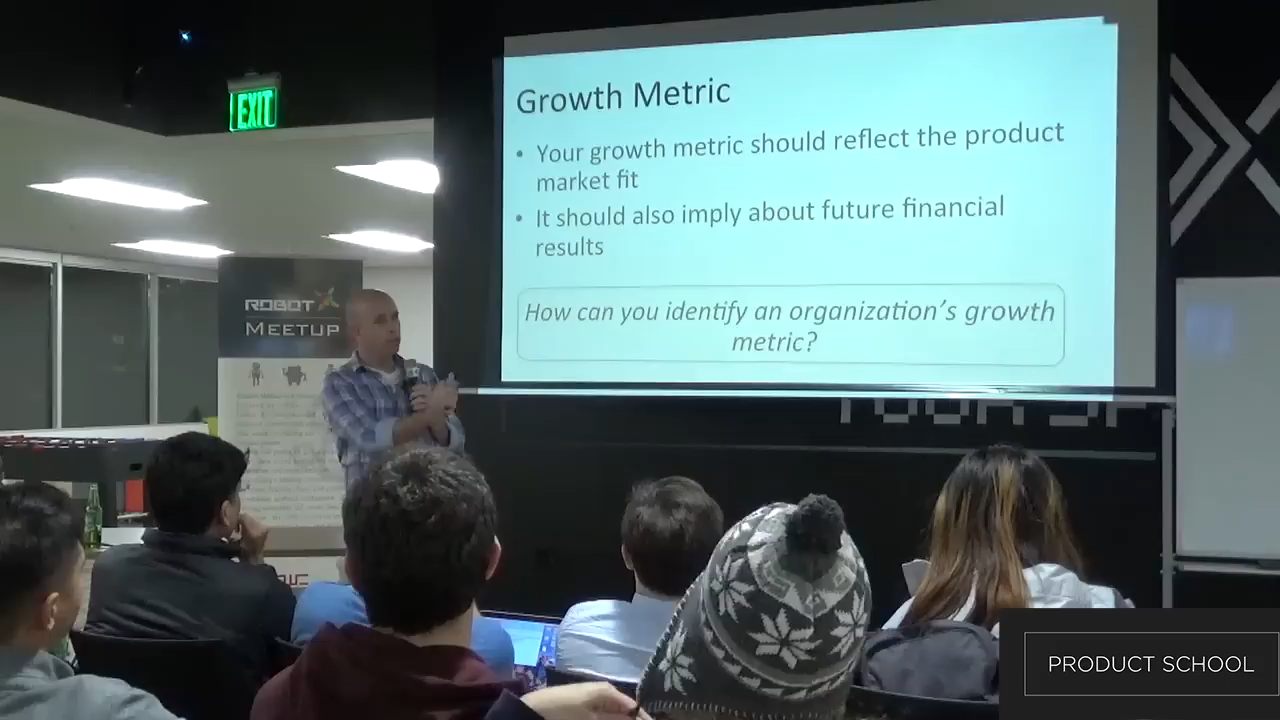 EXIT
Growth Metric
• Your growth metric should reflect the product
market fit
• It should also imply about future financial
results
How can you identify an organization's growth
metric?
ROBOT
MEETUP
PRODUCT SCHOOL